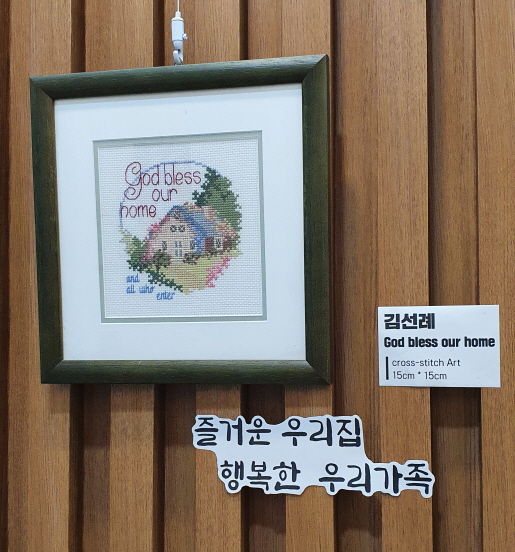 God bless
our
home
and
all who
enter
김선례
God bless our home
cross-stitch Art
15cm * 15cm
즐거운 우리집
행복한 우리가족